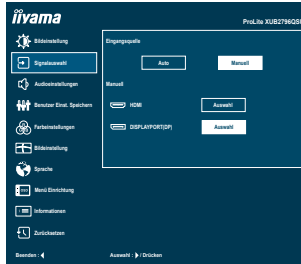 iiyama
ProLite XUB2796QSU
Bildeinstellung
Signalauswahl
Audioeinstellungen
Benutzer Einst. Speichern
Farbeinstellungen
Bildeinstellung
Sprache
Menü Einrichtung
Informationen
Zurücksetzen
Eingangsquelle
Auto
Manuell
Manuell
HDMI
Auswahl
DISPLAYPORT(DP)
Auswahl
Beenden :
Auswahl : / Drücken